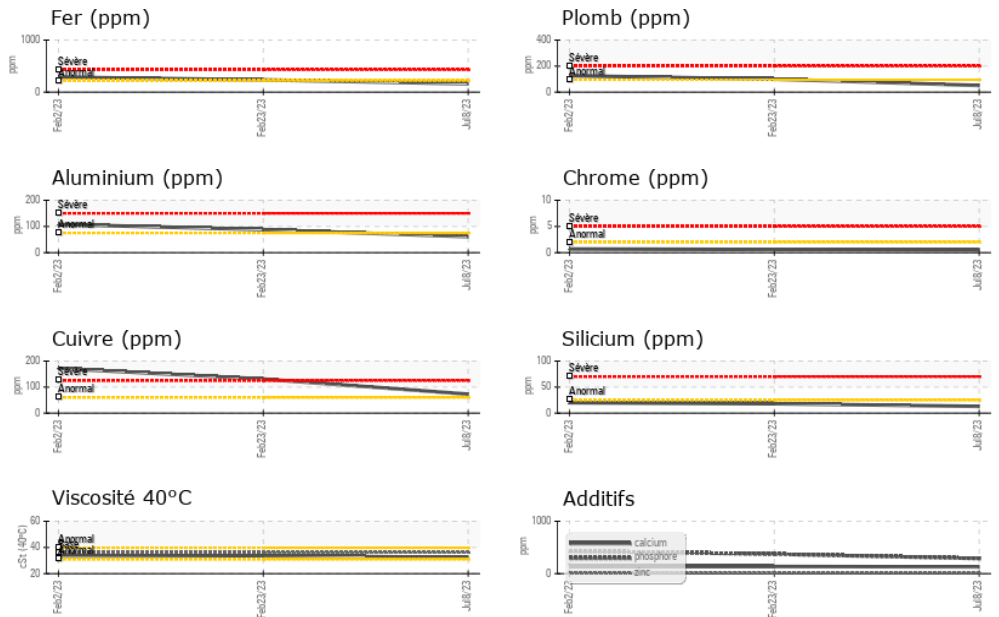 Fer (ppm)
1000
ppm
Sévère
Anormal
0
Feb2/23
Feb23/23
Jul8/23
Plomb (ppm)
400
ppm
Sévère
200
Anormal
0
Feb2/23
Feb23/23
Jul8/23
Aluminium (ppm)
200
ppm
Sévère
100
Anormal
0
Feb2/23
Feb23/23
Jul8/23
Chrome (ppm)
10
ppm
Sévère
5
Anormal
0
Feb2/23
Feb23/23
Jul8/23
Cuivre (ppm)
200
ppm
Sévère
100
Anormal
0
Feb2/23
Feb23/23
Jul8/23
Silicium (ppm)
100
ppm
Sévère
50
Anormal
0
Feb2/23
Feb23/23
Jul8/23
Viscosité 40°C
60
cSt (40°C)
Anormal
40
Base
Anormal
20
Feb2/23
Feb23/23
Jul8/23
Additifs
1000
ppm
calcium
phosphore
zinc
0
Feb2/23
Feb23/23
Jul8/23